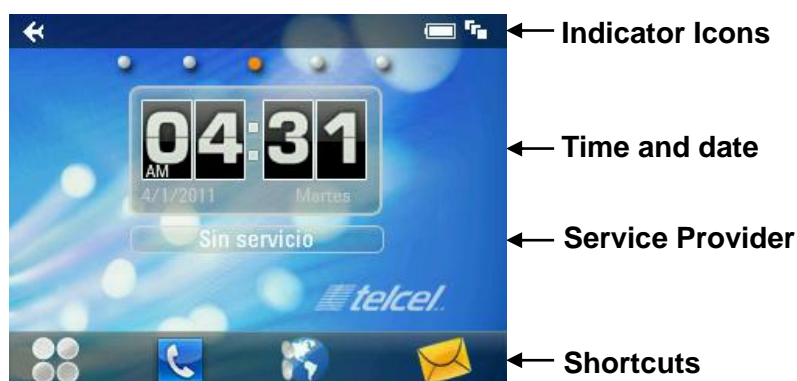 Indicator Icons
04:31
AM
Time and date
4/1/2011 Martes
Sin servicio
Service Provider
telcel
Shortcuts